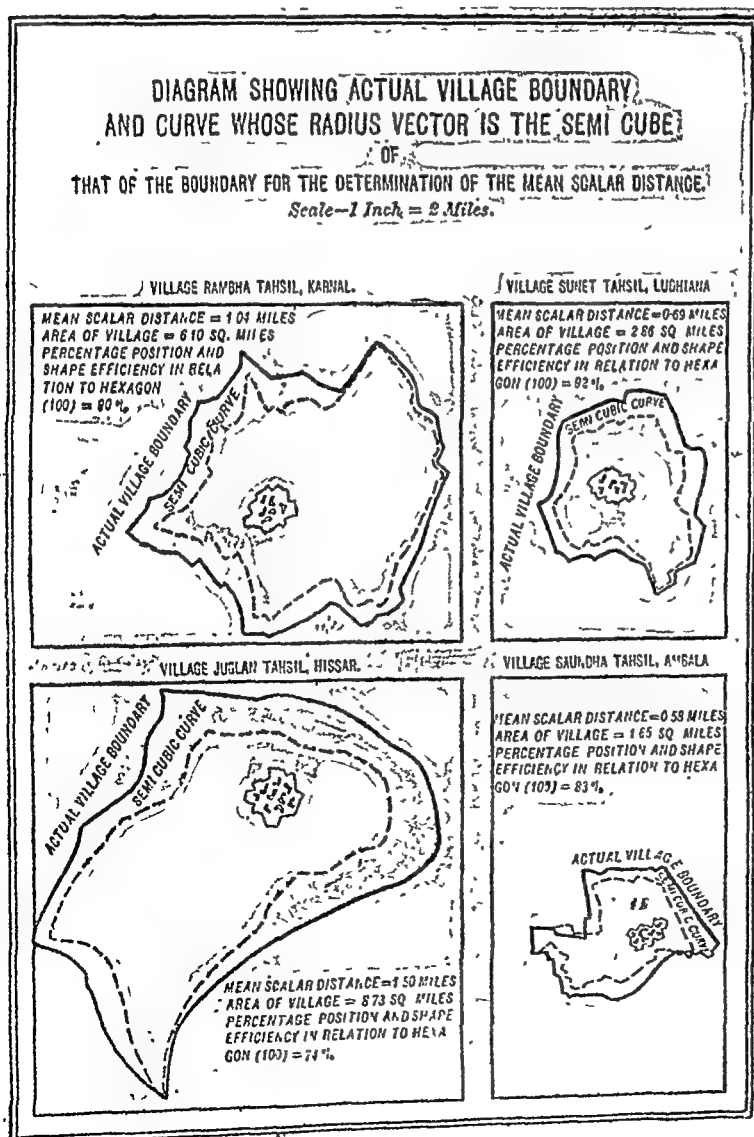 DIAGRAM SHOWING ACTUAL VILLAGE BOUNDARY
AND CURVE WHOSE RADIUS VECTOR IS THE SEMI CUBE
OF
THAT OF THE BOUNDARY FOR THE DETERMINATION OF THE MEAN SCALAR DISTANCE.
Scale—1 Inch = 2 Miles.
VILLAGE RAMBHA TAHSIL, KARNAL.
MEAN SCALAR DISTANCE = 1·04 MILES
AREA OF VILLAGE = 6·10 SQ. MILES
PERCENTAGE POSITION AND
SHAPE EFFICIENCY IN RELA
TION TO HEXAGON
(100) = 80%.
ACTUAL VILLAGE BOUNDARY
SEMI CUBIC CURVE
VILLAGE SUNET TAHSIL, LUDHIANA
MEAN SCALAR DISTANCE = 0·69 MILES
AREA OF VILLAGE = 2·86 SQ MILES
PERCENTAGE POSITION AND SHAPE
EFFICIENCY IN RELATION TO HEXA
GON (100) = 92%
ACTUAL VILLAGE BOUNDARY
SEMI CUBIC CURVE
VILLAGE JUGLAN TAHSIL, HISSAR.
ACTUAL VILLAGE BOUNDARY
SEMI CUBIC CURVE
MEAN SCALAR DISTANCE = 1·50 MILES
AREA OF VILLAGE = 8·73 SQ MILES
PERCENTAGE POSITION AND SHAPE
EFFICIENCY IN RELATION TO HEXA
GON (100) = 74%.
VILLAGE SAUNDHA TAHSIL, AMBALA
MEAN SCALAR DISTANCE = 0·58 MILES
AREA OF VILLAGE = 1·65 SQ MILES
PERCENTAGE POSITION AND SHAPE
EFFICIENCY IN RELATION TO HEXA
GON (100) = 83%.
ACTUAL VILLAGE BOUNDARY
SEMI CUBIC CURVE